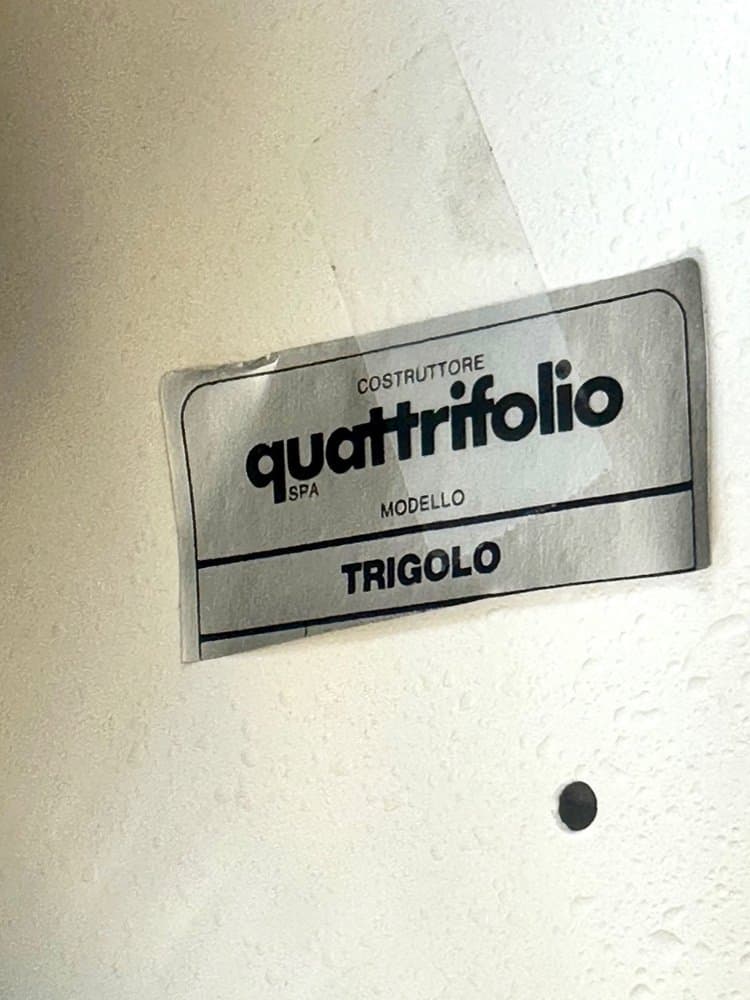 COSTRUTTORE
quattrifolio
SPA
MODELLO
TRIGOLO